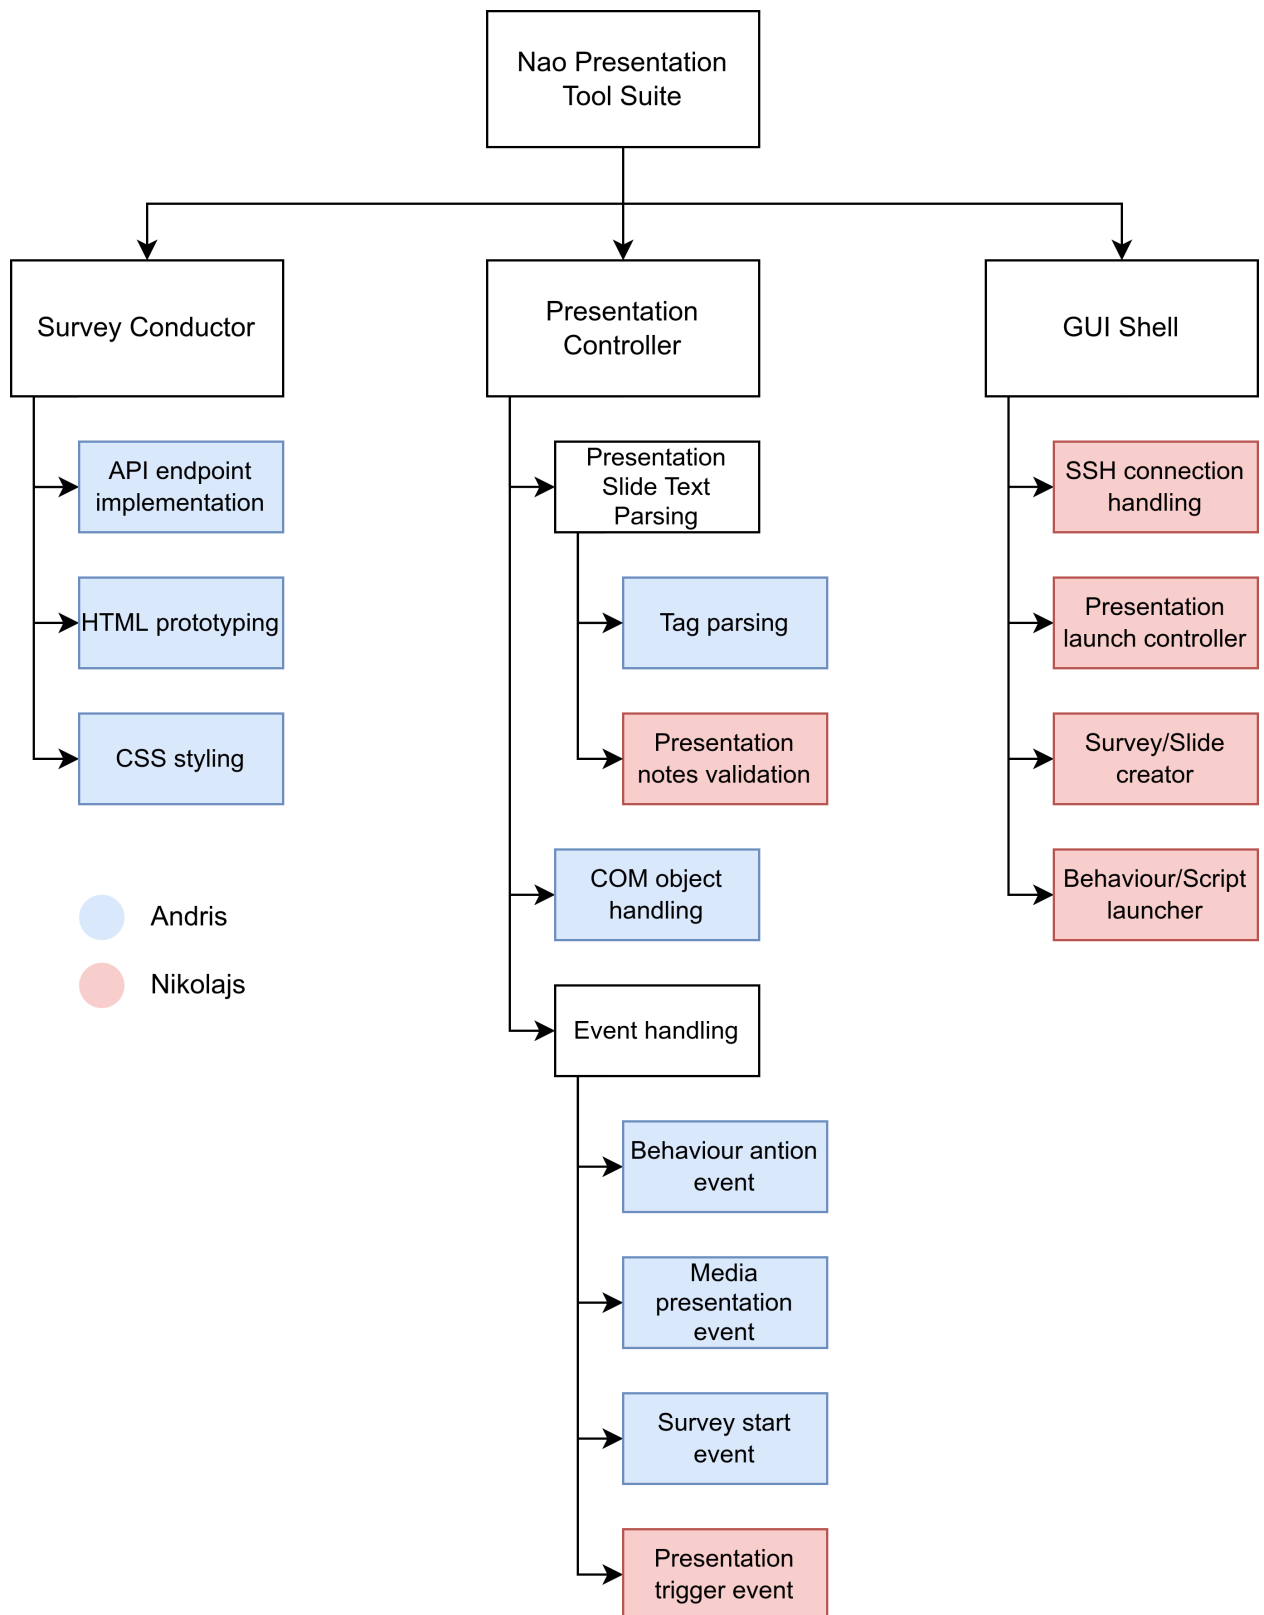 Nao Presentation
Tool Suite
Survey Conductor
Presentation
Controller
GUI Shell
API endpoint
implementation
HTML prototyping
CSS styling
Andris
Nikolajs
Presentation
Slide Text
Parsing
Tag parsing
Presentation
notes validation
COM object
handling
Event handling
Behaviour antion
event
Media
presentation
event
Survey start
event
Presentation
trigger event
SSH connection
handling
Presentation
launch controller
Survey/Slide
creator
Behaviour/Script
launcher